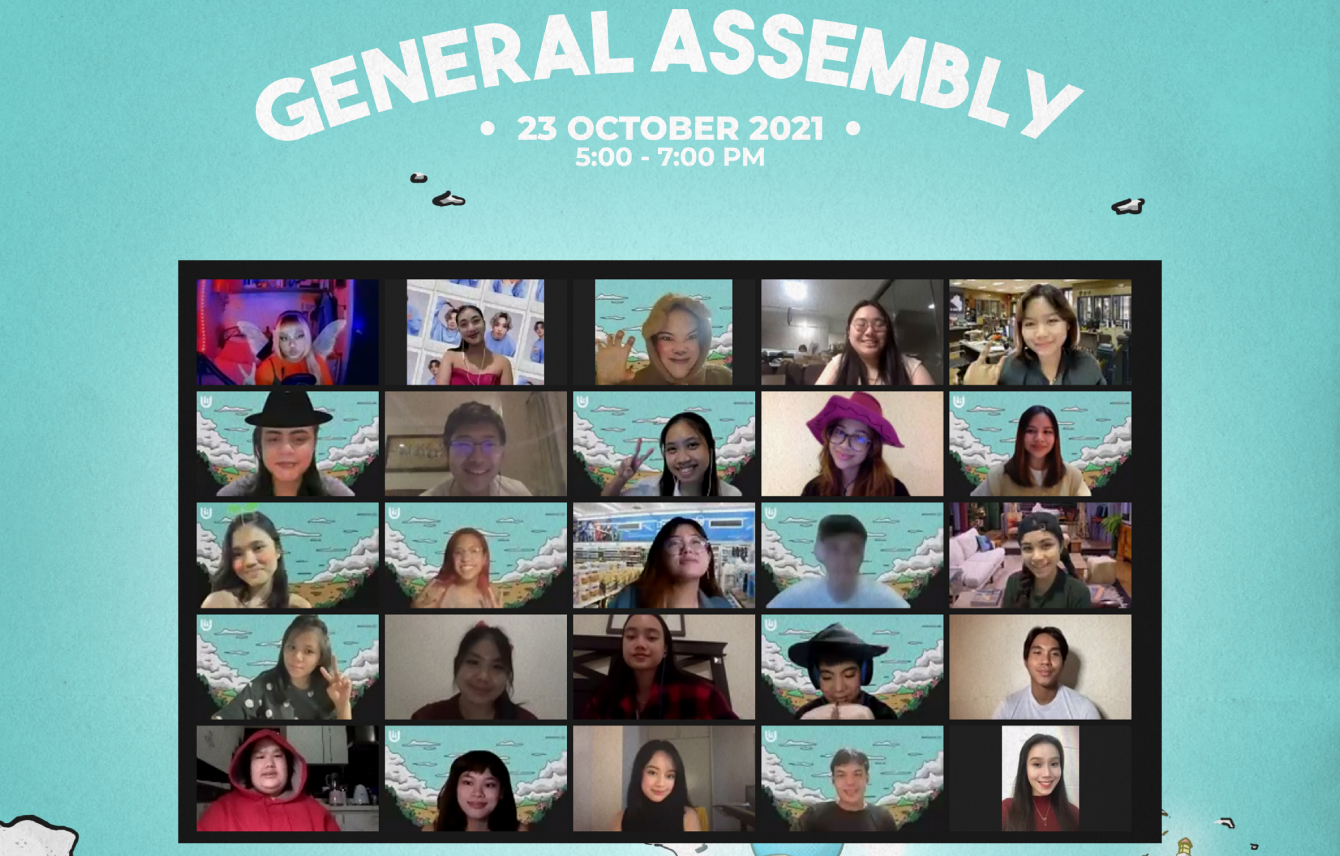 GENERAL ASSEMBLY
• 23 OCTOBER 2021 •
5:00 - 7:00 PM